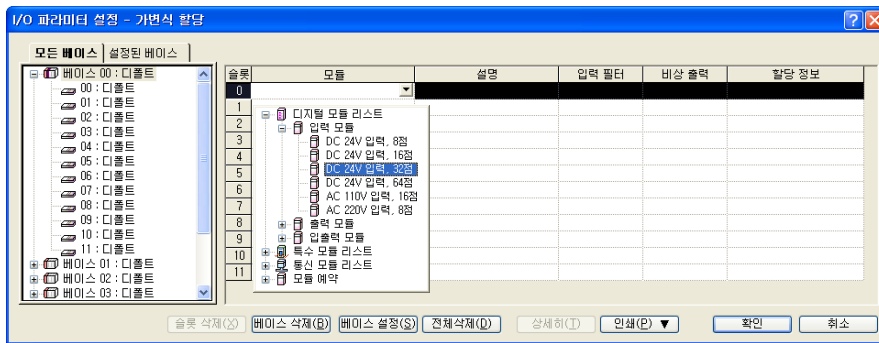 I/O 파라미터 설정 - 가변식 할당
모든 베이스 설정된 베이스
베이스 00 : 디폴트
00 : 디폴트
01 : 디폴트
02 : 디폴트
03 : 디폴트
04 : 디폴트
05 : 디폴트
06 : 디폴트
07 : 디폴트
08 : 디폴트
09 : 디폴트
10 : 디폴트
11 : 디폴트
베이스 01 : 디폴트
베이스 02 : 디폴트
베이스 03 : 디폴트
슬롯 모듈 설명 입력 필터 비상 출력 할당 정보
0
1
2
3
4
5
6
7
8
9
10
11
디지털 모듈 리스트
입력 모듈
DC 24V 입력, 8점
DC 24V 입력, 16점
DC 24V 입력, 32점
DC 24V 입력, 64점
AC 110V 입력, 16점
AC 220V 입력, 8점
출력 모듈
입출력 모듈
특수 모듈 리스트
통신 모듈 리스트
모듈 예약
슬롯 삭제(X) 베이스 삭제(B) 베이스 설정(S) 전체삭제(D) 상세히(T) 인쇄(P) ▼ 확인 취소